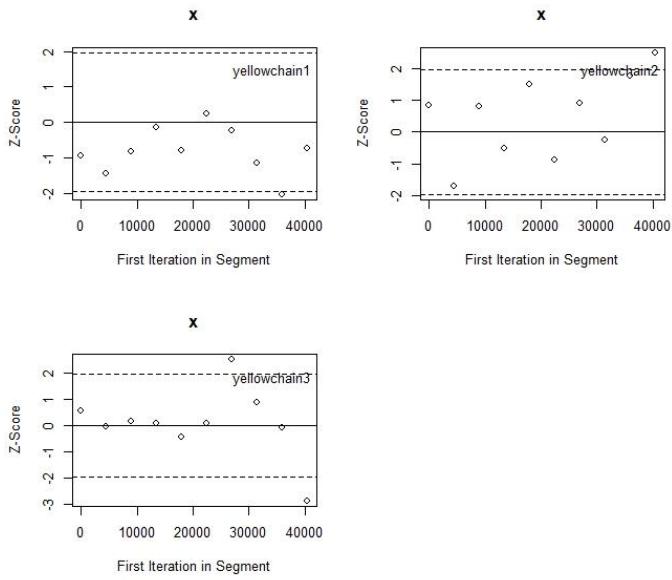 x
2
1
0
-1
-2
Z-Score
yellowchain1
0 10000 20000 30000 40000
First Iteration in Segment
x
2
1
0
-1
-2
Z-Score
yellowchain2
0 10000 20000 30000 40000
First Iteration in Segment
x
2
1
0
-1
-2
-3
Z-Score
yellowchain3
0 10000 20000 30000 40000
First Iteration in Segment